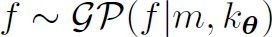 f ∼ 𝒢𝒫(f|m, k_𝜽)